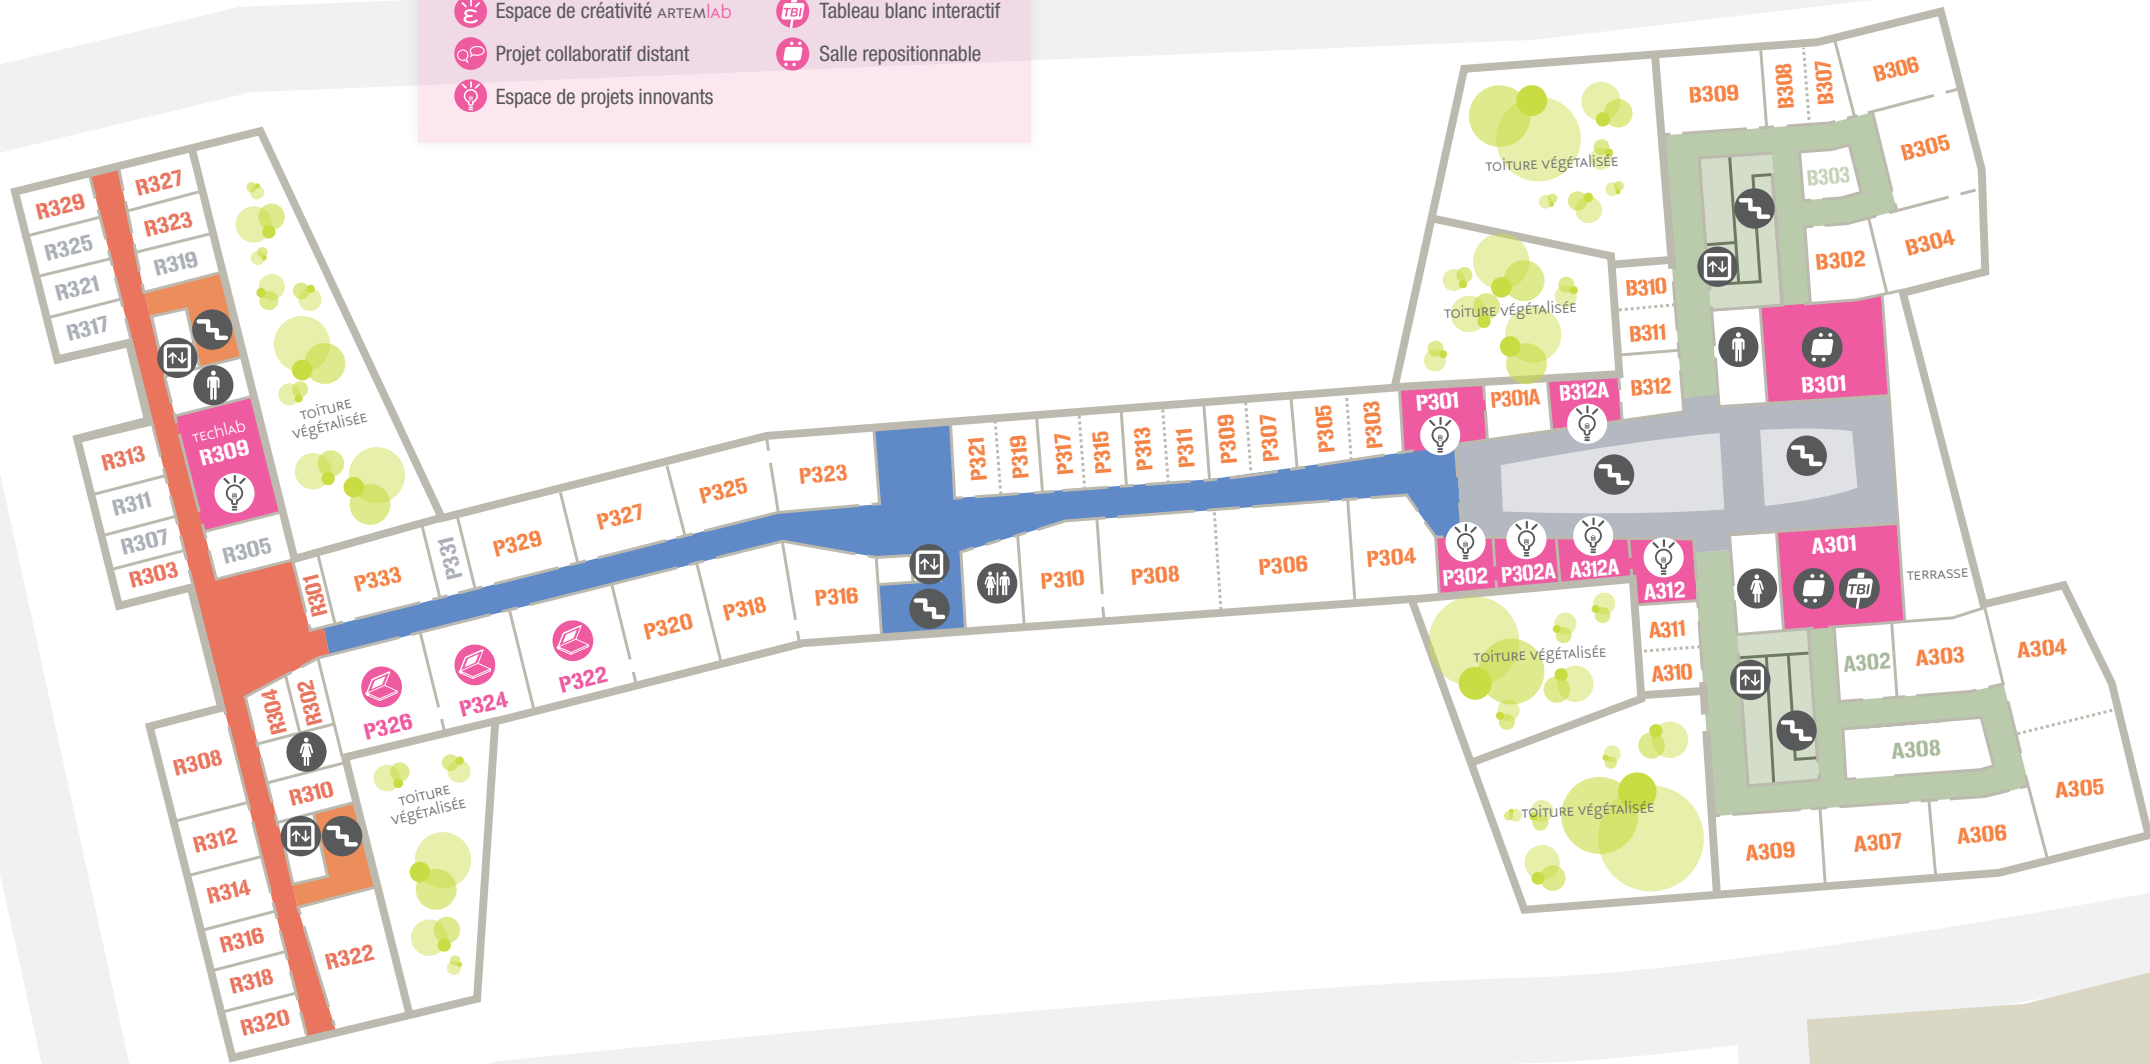 Espace de créativité ARTEMlab
TBI Tableau blanc interactif
Projet collaboratif distant
Salle repositionnable
Espace de projets innovants
R329
R327
R325
R323
R321
R319
R317
TOITURE
VÉGÉTALISÉE
R313
TECHlab
R309
R311
R307
R305
R303
R301
P333
P331
P329
P327
P325
P323
P321
P319
P317
P315
P313
P311
P309
P307
P305
P303
P301
P301A
B312A
B312
B311
B310
TOITURE VÉGÉTALISÉE
TOITURE VÉGÉTALISÉE
B309
B308
B307
B306
B305
B303
B304
B302
B301
R304
R302
P326
P324
P322
P320
P318
P316
P310
P308
P306
P304
P302
P302A
A312A
A312
A301
TBI
TERRASSE
A311
A310
TOITURE VÉGÉTALISÉE
TOITURE VÉGÉTALISÉE
A302
A303
A304
A308
A305
A309
A307
A306
R308
R310
R312
R314
R316
R318
R320
R322
TOITURE
VÉGÉTALISÉE